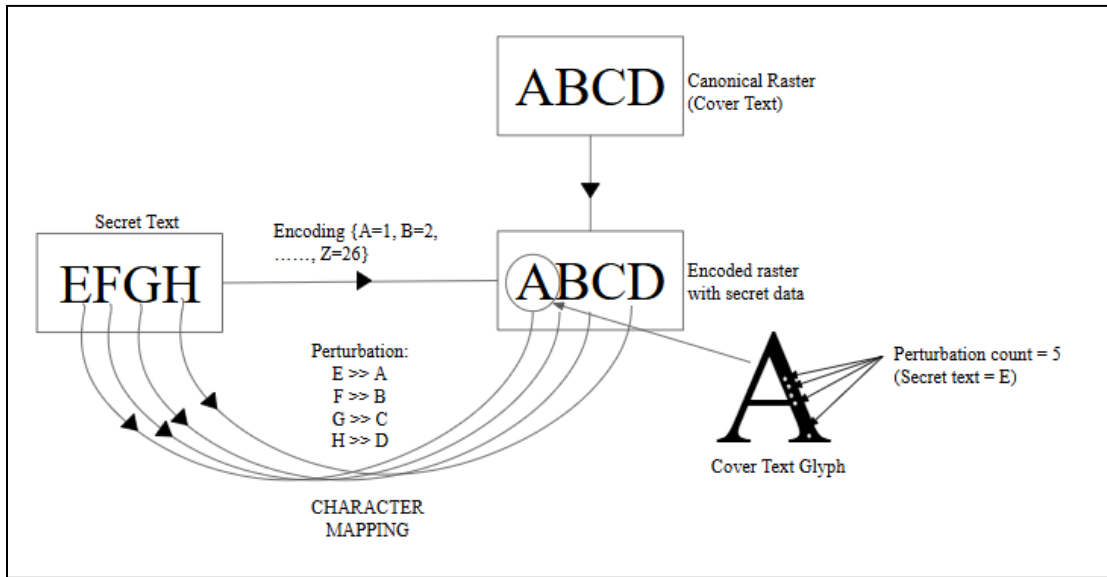 ABCD
Canonical Raster
(Cover Text)
Secret Text
EFGH
Encoding {A=1, B=2,
......, Z=26}
ABCD
Encoded raster
with secret data
Perturbation:
E >> A
F >> B
G >> C
H >> D
A
Perturbation count = 5
(Secret text = E)
Cover Text Glyph
CHARACTER
MAPPING